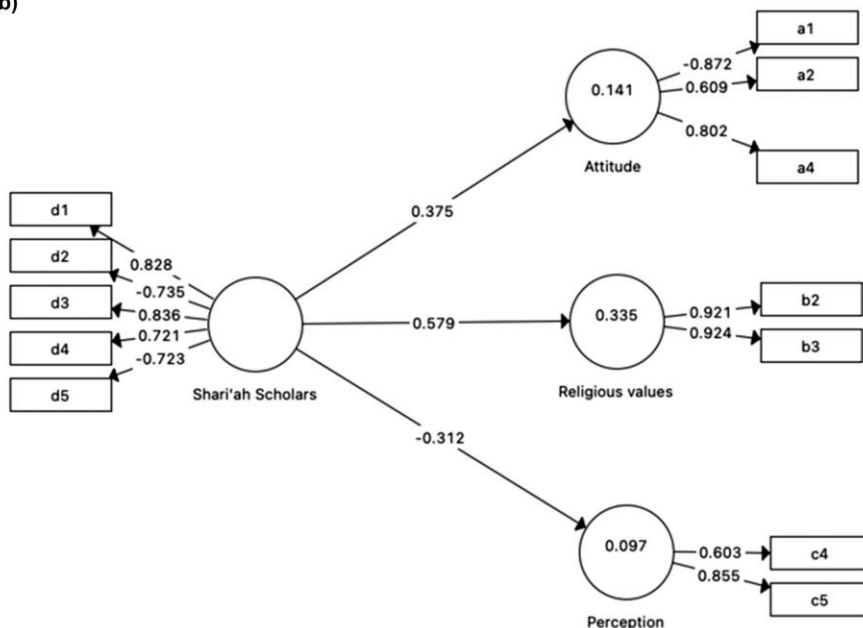 b)
a1
-0.872
a2
0.141
0.609
0.802
Attitude
a4
d1
0.375
d2
0.828
-0.735
d3
0.836
0.921
b2
0.335
0.579
d4
0.721
0.924
b3
-0.723
d5
Shari'ah Scholars
Religious values
-0.312
0.097
0.603
c4
0.855
c5
Perception